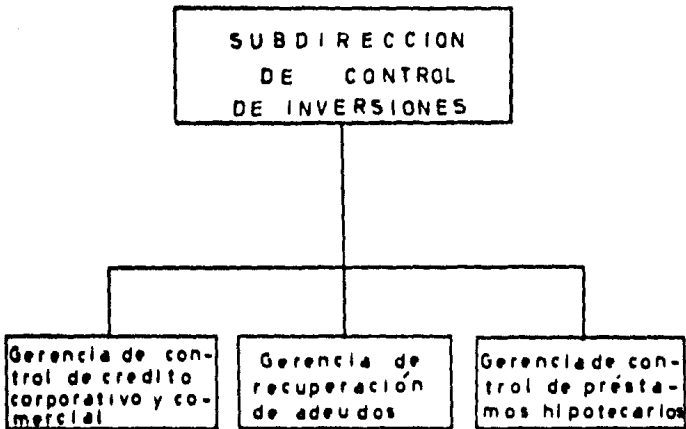 SUBDIRECCION
DE CONTROL
DE INVERSIONES
Gerencia de con-
trol de credito
corporativo y co-
mercial
Gerencia de
recuperación
de adeudos
Gerencia de con-
trol de présta-
mos hipotecarios